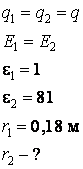 q₁ = q₂ = q
E₁ = E₂
ε₁ = 1
ε₂ = 81
r₁ = 0,18 м
r₂ – ?